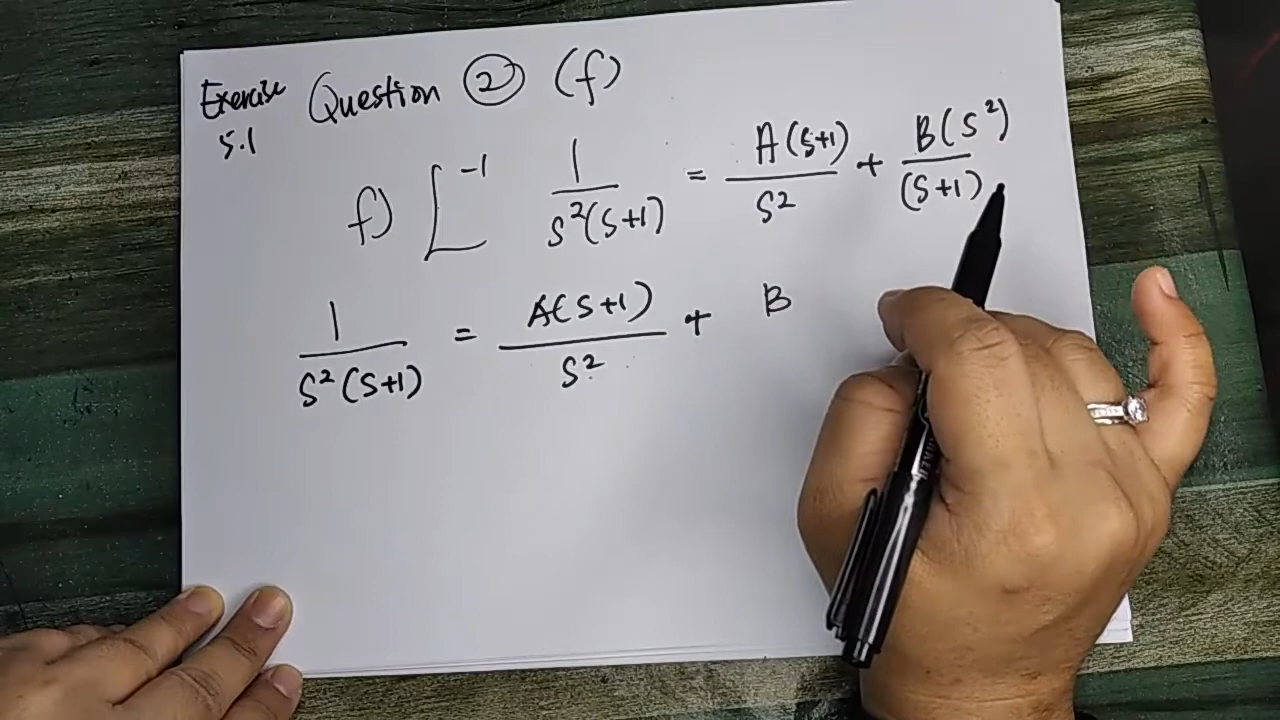 Exercise 5.1 Question ② (f)
f) L⁻¹ 1/S²(S+1) = A(S+1)/S² + B(S²)/(S+1)
1/S²(S+1) = A(S+1)/S² + B